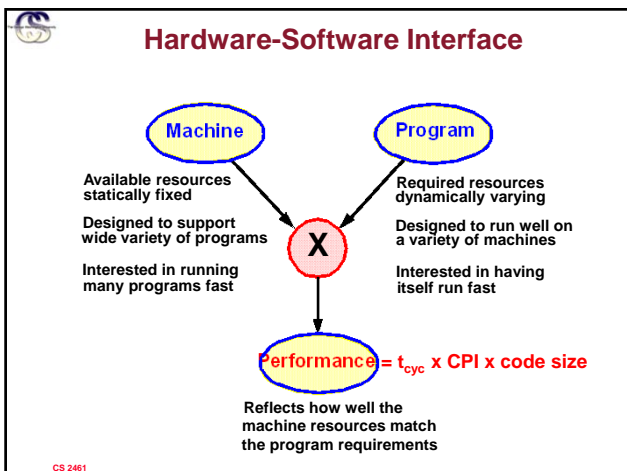 Hardware-Software Interface
Machine
Program
Available resources
statically fixed
Designed to support
wide variety of programs
Interested in running
many programs fast
Required resources
dynamically varying
Designed to run well on
a variety of machines
Interested in having
itself run fast
X
Performance = tcyc x CPI x code size
Reflects how well the
machine resources match
the program requirements
CS 2461